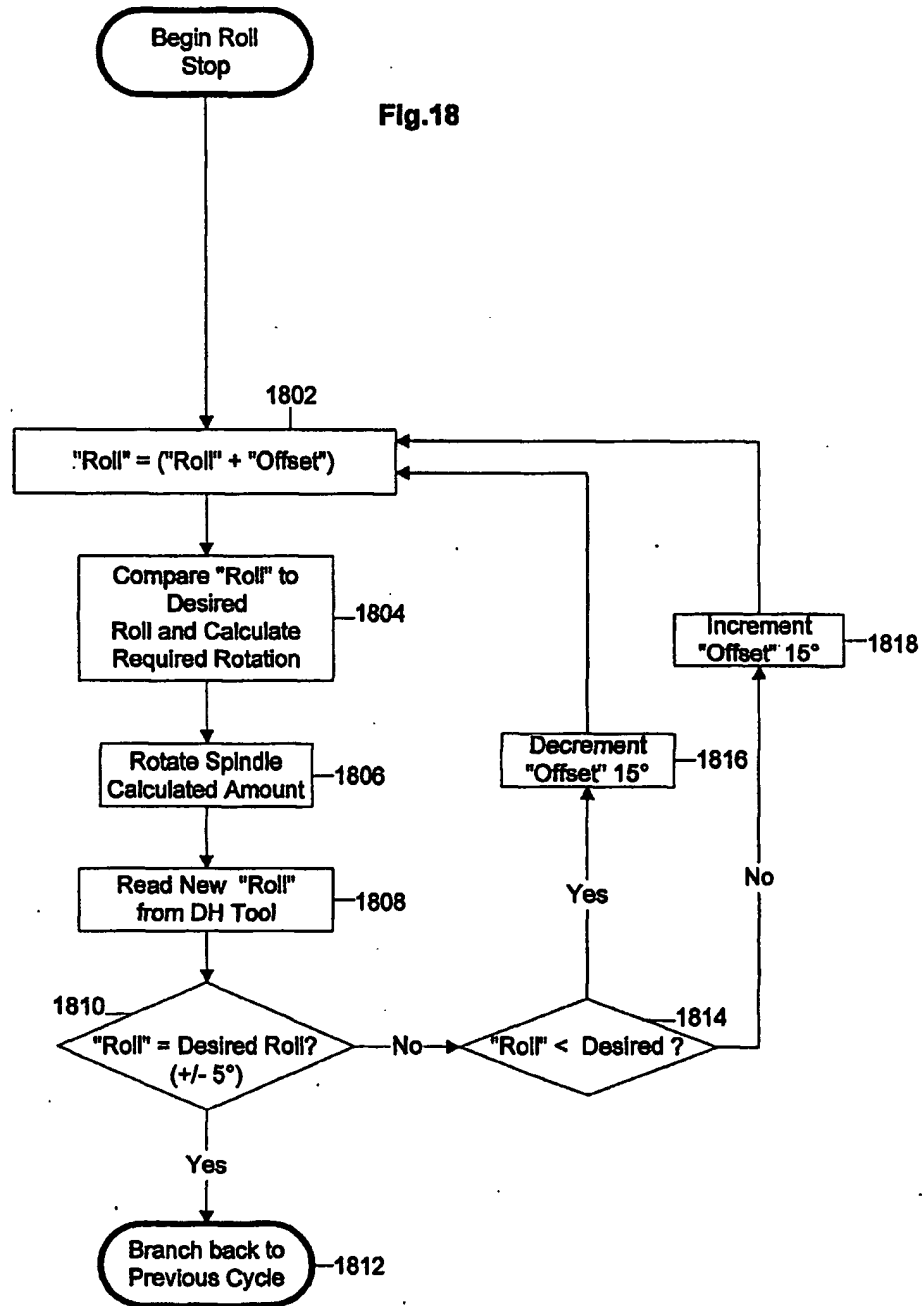 Begin Roll
Stop
Fig.18
1802
"Roll" = ("Roll" + "Offset")
Compare "Roll" to
Desired
Roll and Calculate
Required Rotation
1804
Increment
"Offset" 15°
1818
Rotate Spindle
Calculated Amount
1806
Decrement
"Offset" 15°
1816
Read New "Roll"
from DH Tool
1808
Yes
No
1810
"Roll" = Desired Roll?
(+/- 5°)
No
1814
"Roll" < Desired ?
Yes
Branch back to
Previous Cycle
1812